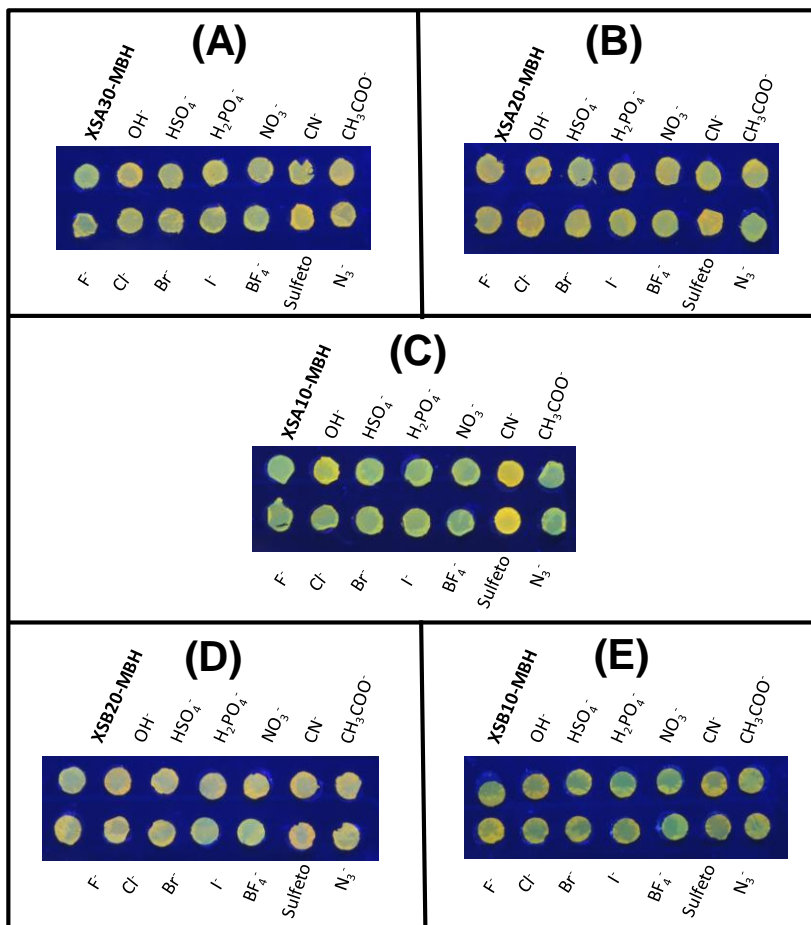 (A)
XSA30-MBH OH⁻ HSO₄⁻ H₂PO₄⁻ NO₃⁻ CN⁻ CH₃COO⁻
F⁻ Cl⁻ Br⁻ I⁻ BF₄⁻ Sulfeto N₃⁻
(B)
XSA20-MBH OH⁻ HSO₄⁻ H₂PO₄⁻ NO₃⁻ CN⁻ CH₃COO⁻
F⁻ Cl⁻ Br⁻ I⁻ BF₄⁻ Sulfeto N₃⁻
(C)
XSA10-MBH OH⁻ HSO₄⁻ H₂PO₄⁻ NO₃⁻ CN⁻ CH₃COO⁻
F⁻ Cl⁻ Br⁻ I⁻ BF₄⁻ Sulfeto N₃⁻
(D)
XSB20-MBH OH⁻ HSO₄⁻ H₂PO₄⁻ NO₃⁻ CN⁻ CH₃COO⁻
F⁻ Cl⁻ Br⁻ I⁻ BF₄⁻ Sulfeto N₃⁻
(E)
XSB10-MBH OH⁻ HSO₄⁻ H₂PO₄⁻ NO₃⁻ CN⁻ CH₃COO⁻
F⁻ Cl⁻ Br⁻ I⁻ BF₄⁻ Sulfeto N₃⁻